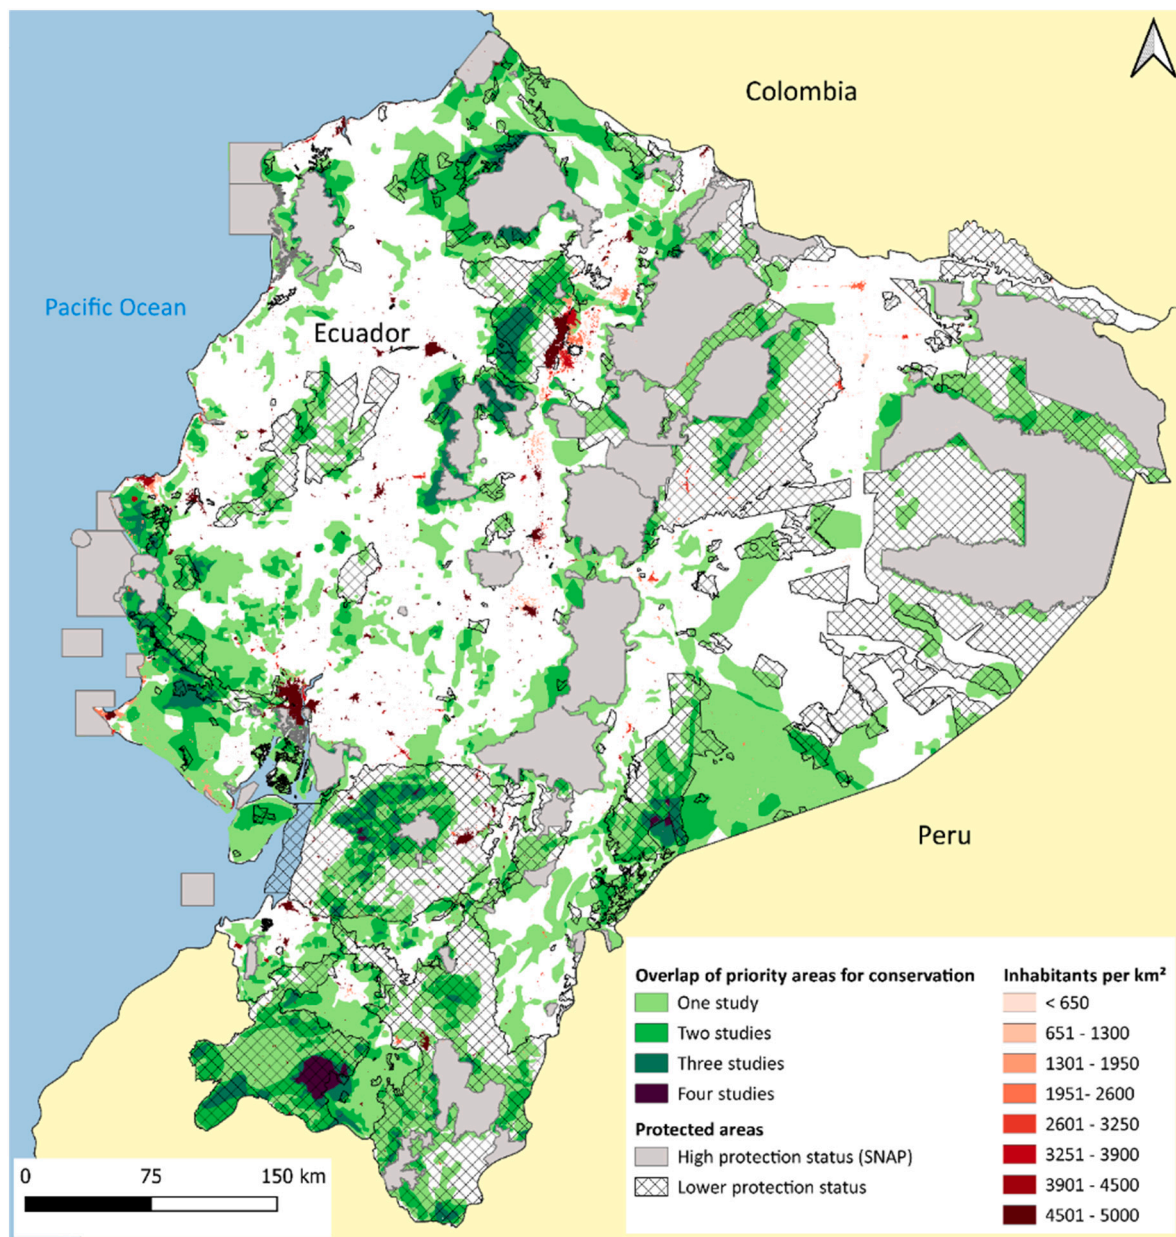 Colombia
Pacific Ocean
Ecuador
Peru
Overlap of priority areas for conservation
One study
Two studies
Three studies
Four studies
Protected areas
High protection status (SNAP)
Lower protection status
Inhabitants per km²
< 650
651 - 1300
1301 - 1950
1951- 2600
2601 - 3250
3251 - 3900
3901 - 4500
4501 - 5000
0 75 150 km